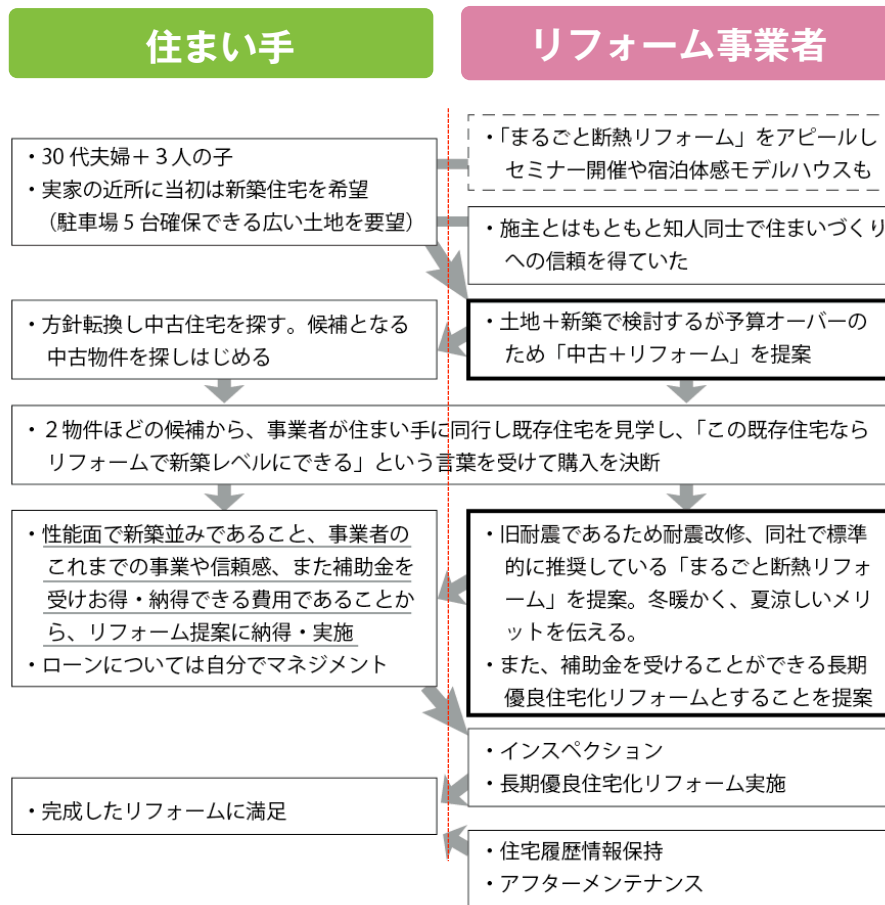 住まい手
リフォーム事業者
・「まるごと断熱リフォーム」をアピールし
セミナー開催や宿泊体感モデルハウスも
・30代夫婦+3人の子
・実家の近所に当初は新築住宅を希望
（駐車場5台確保できる広い土地を要望）
・施主とはもともと知人同士で住まいづくり
への信頼を得ていた
・土地+新築で検討するが予算オーバーの
ため「中古+リフォーム」を提案
・方針転換し中古住宅を探す。候補となる
中古物件を探しはじめる
・2物件ほどの候補から、事業者が住まい手に同行し既存住宅を見学し、「この既存住宅なら
リフォームで新築レベルにできる」という言葉を受けて購入を決断
・性能面で新築並みであること、事業者の
これまでの事業や信頼感、また補助金を
受けお得・納得できる費用であることか
ら、リフォーム提案に納得・実施
・ローンについては自分でマネジメント
・旧耐震であるため耐震改修、同社で標準
的に推奨している「まるごと断熱リフォ
ーム」を提案。冬暖かく、夏涼しいメリ
ットを伝える。
・また、補助金を受けることができる長期
優良住宅化リフォームとすることを提案
・インスペクション
・長期優良住宅化リフォーム実施
・完成したリフォームに満足
・住宅履歴情報保持
・アフターメンテナンス